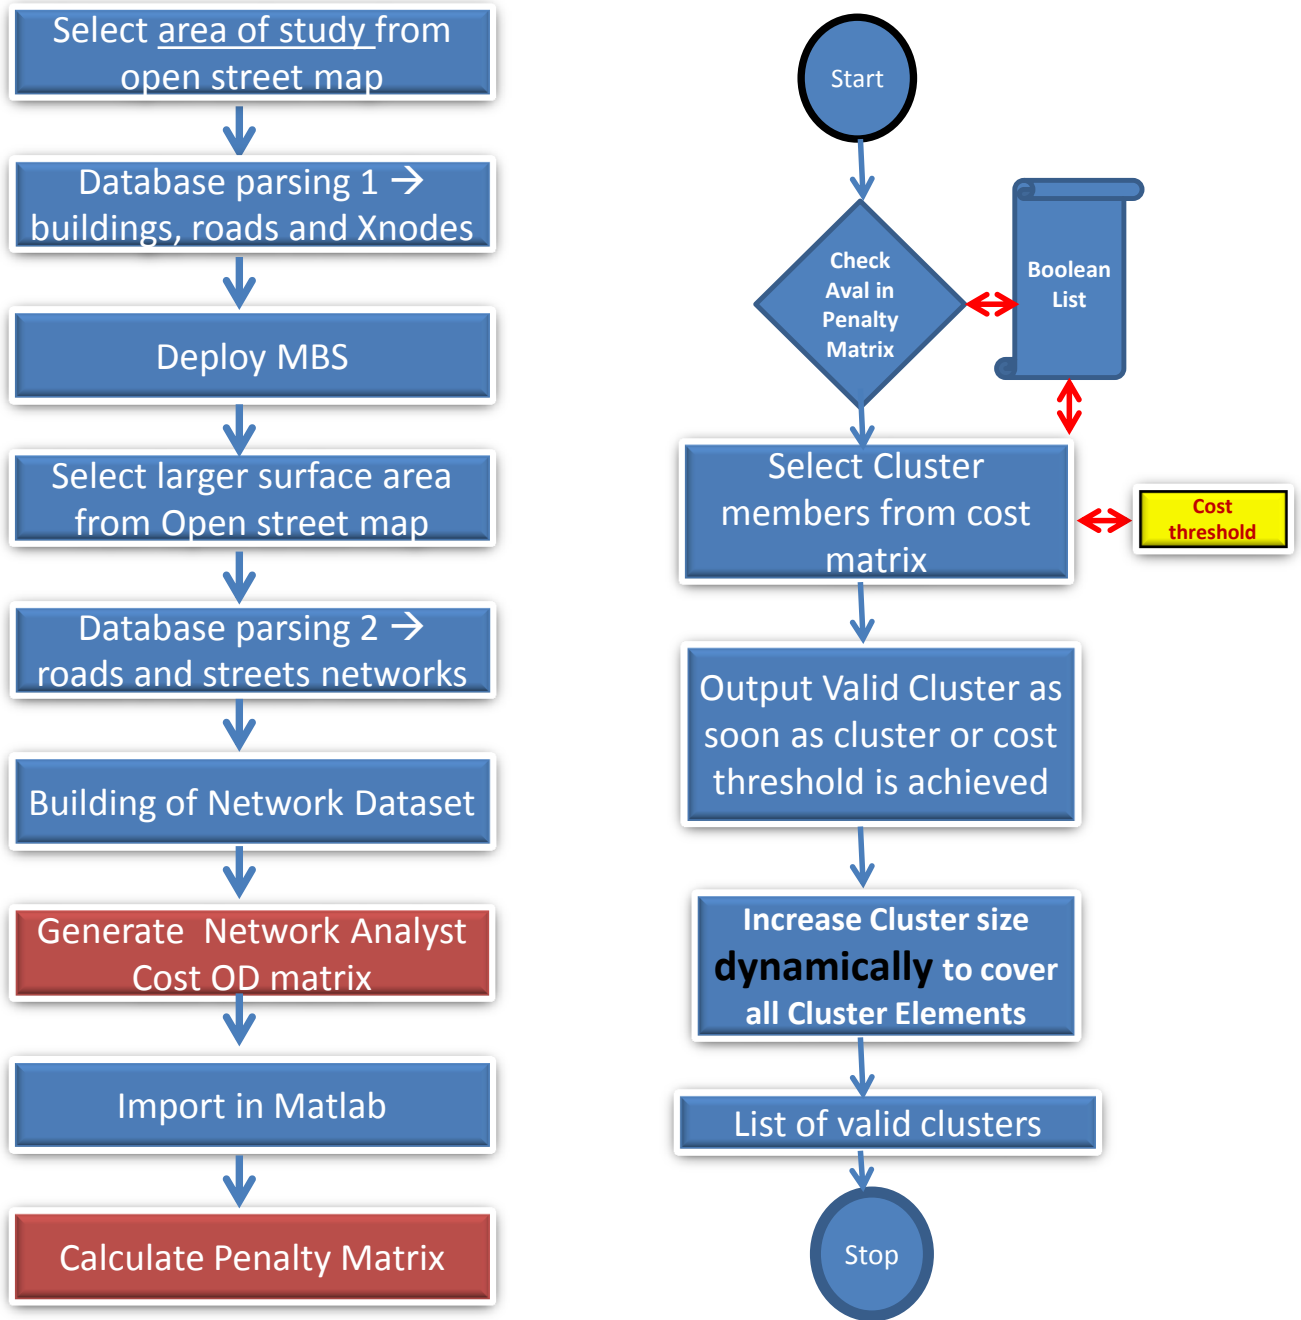 Select area of study from
open street map
Database parsing 1 →
buildings, roads and Xnodes
Deploy MBS
Select larger surface area
from Open street map
Database parsing 2 →
roads and streets networks
Building of Network Dataset
Generate  Network Analyst
Cost OD matrix
Import in Matlab
Calculate Penalty Matrix
Start
Check
Aval in
Penalty
Matrix
Boolean
List
Select Cluster
members from cost
matrix
Cost
threshold
Output Valid Cluster as
soon as cluster or cost
threshold is achieved
Increase Cluster size
dynamically to cover
all Cluster Elements
List of valid clusters
Stop